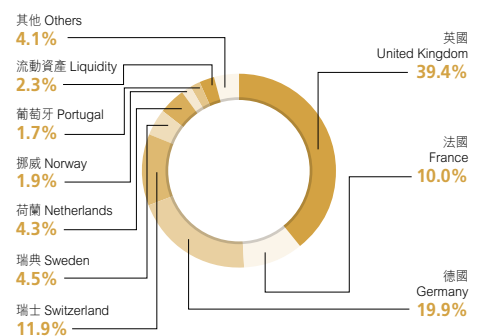 其他 Others
4.1%
流動資產 Liquidity
2.3%
葡萄牙 Portugal
1.7%
挪威 Norway
1.9%
荷蘭 Netherlands
4.3%
瑞典 Sweden
4.5%
瑞士 Switzerland
11.9%
英國
United Kingdom
39.4%
法國
France
10.0%
德國
Germany
19.9%